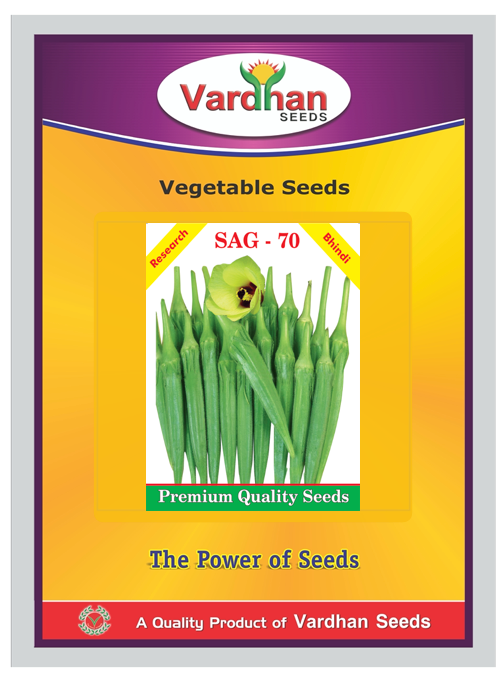 Vardhan
SEEDS
Vegetable Seeds
Research
SAG - 70
Bhindi
Premium Quality Seeds
The Power of Seeds
A Quality Product of Vardhan Seeds